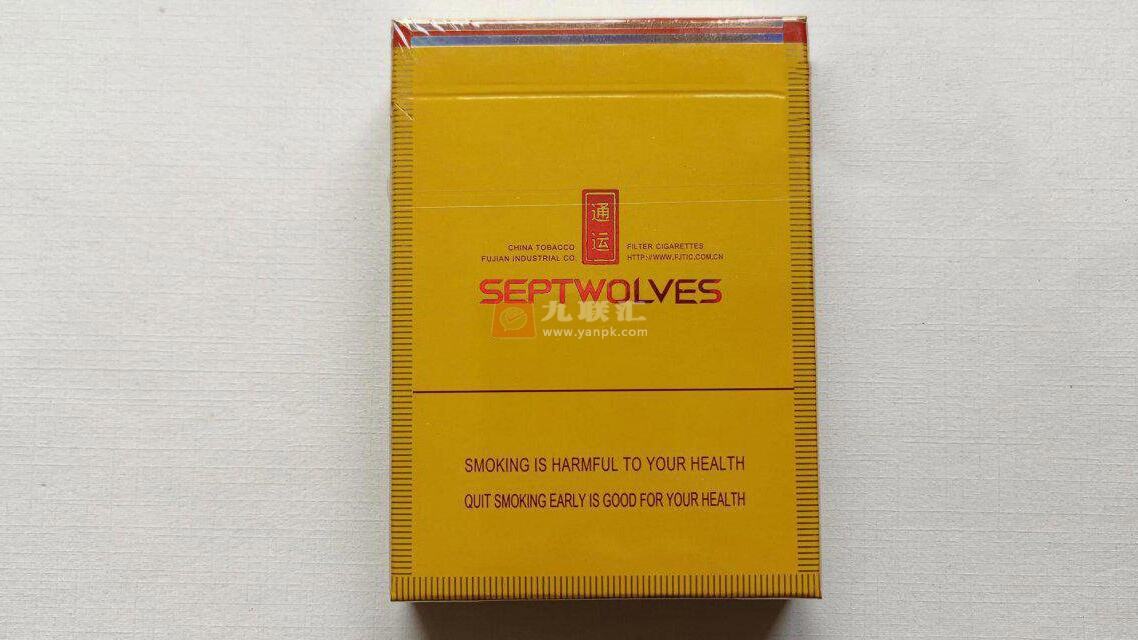 通
运
CHINA TOBACCO
FUJIAN INDUSTRIAL CO.
FILTER CIGARETTES
HTTP://WWW.FJTIC.COM.CN
SEPTWOLVES
九联汇
www.yanpk.com
SMOKING IS HARMFUL TO YOUR HEALTH
QUIT SMOKING EARLY IS GOOD FOR YOUR HEALTH